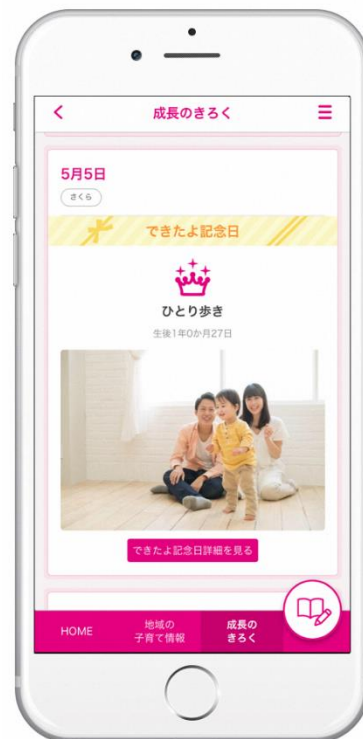 成長のきろく
5月5日
さくら
できたよ記念日
ひとり歩き
生後1年0か月27日
できたよ記念日詳細を見る
HOME
地域の
子育て情報
成長の
きろく